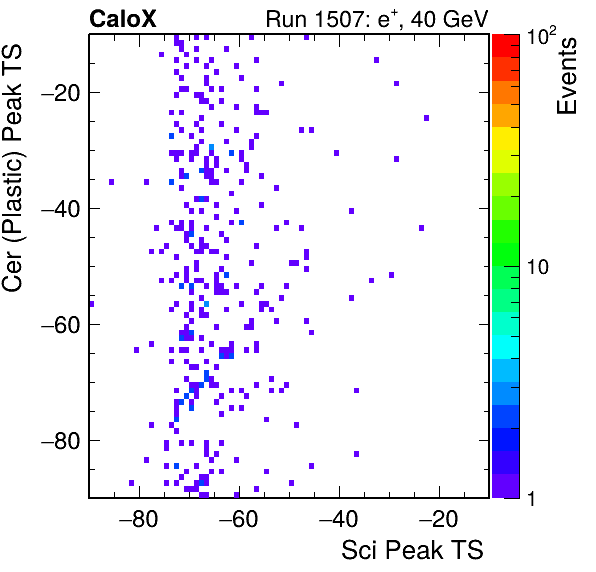 CaloX
Run 1507: e⁺, 40 GeV
Cer (Plastic) Peak TS
−20
−40
−60
−80
−80
−60
−40
−20
Sci Peak TS
10²
10
1
Events